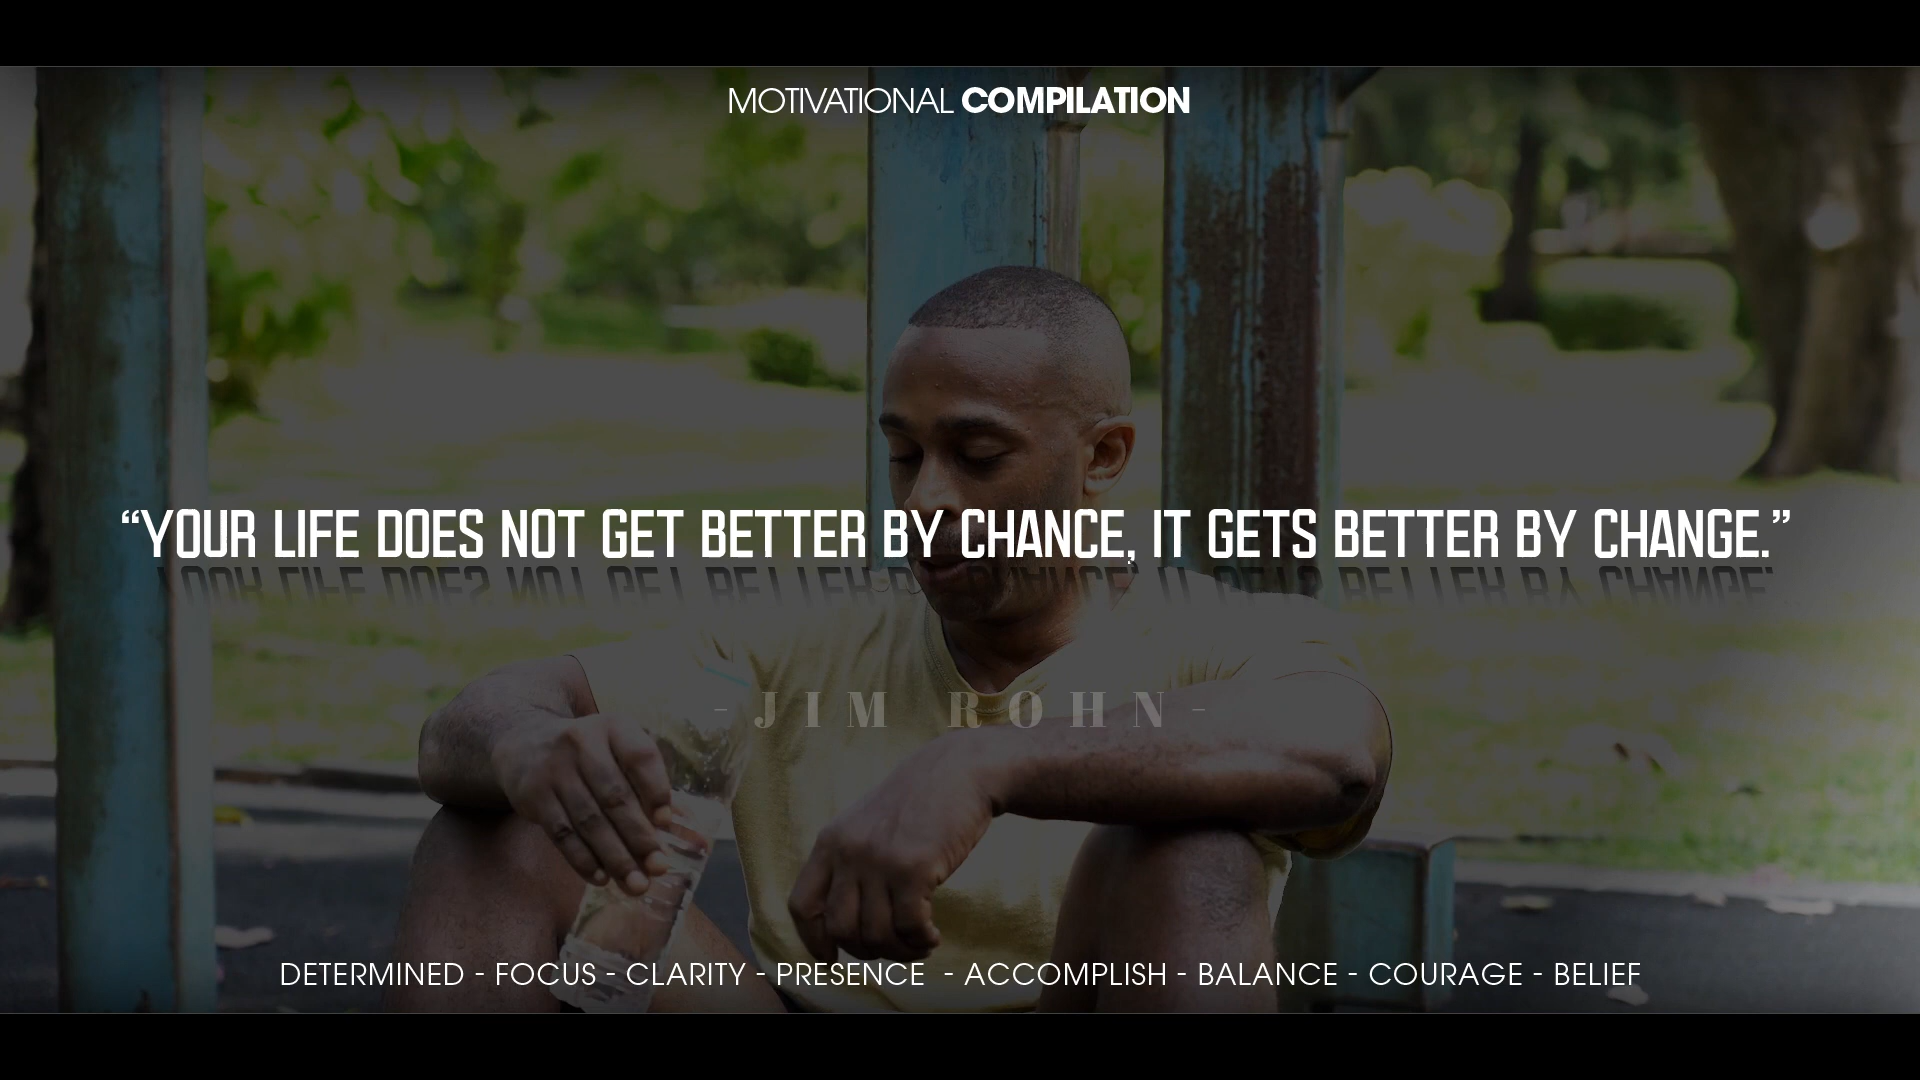 MOTIVATIONAL COMPILATION
“YOUR LIFE DOES NOT GET BETTER BY CHANCE, IT GETS BETTER BY CHANGE.”
- JIM ROHN -
DETERMINED - FOCUS - CLARITY - PRESENCE - ACCOMPLISH - BALANCE - COURAGE - BELIEF